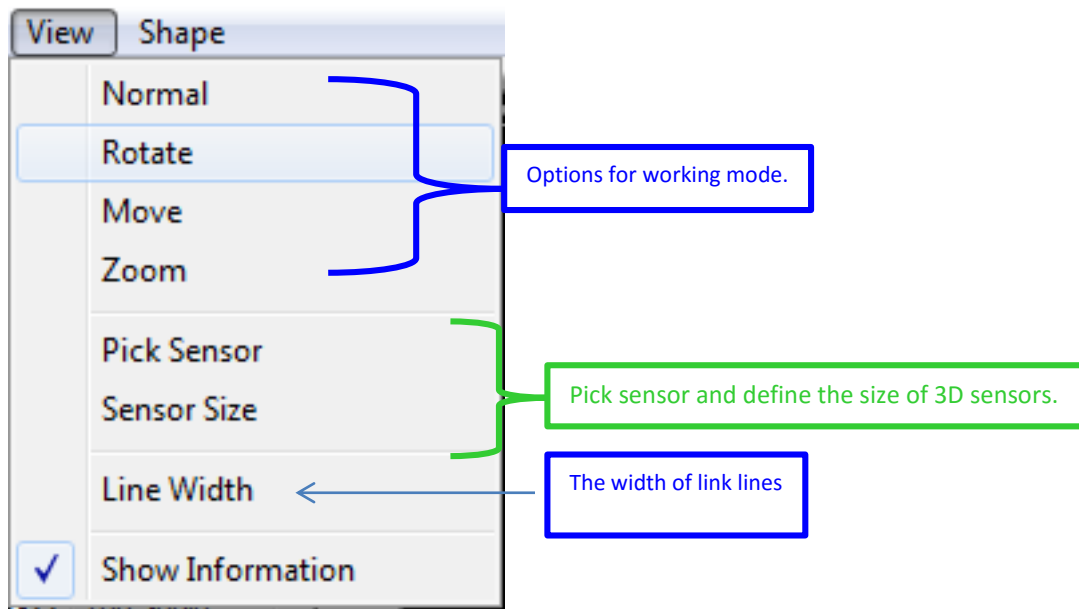 View Shape
Normal
Rotate
Options for working mode.
Move
Zoom
Pick Sensor
Pick sensor and define the size of 3D sensors.
Sensor Size
Line Width
The width of link lines
Show Information